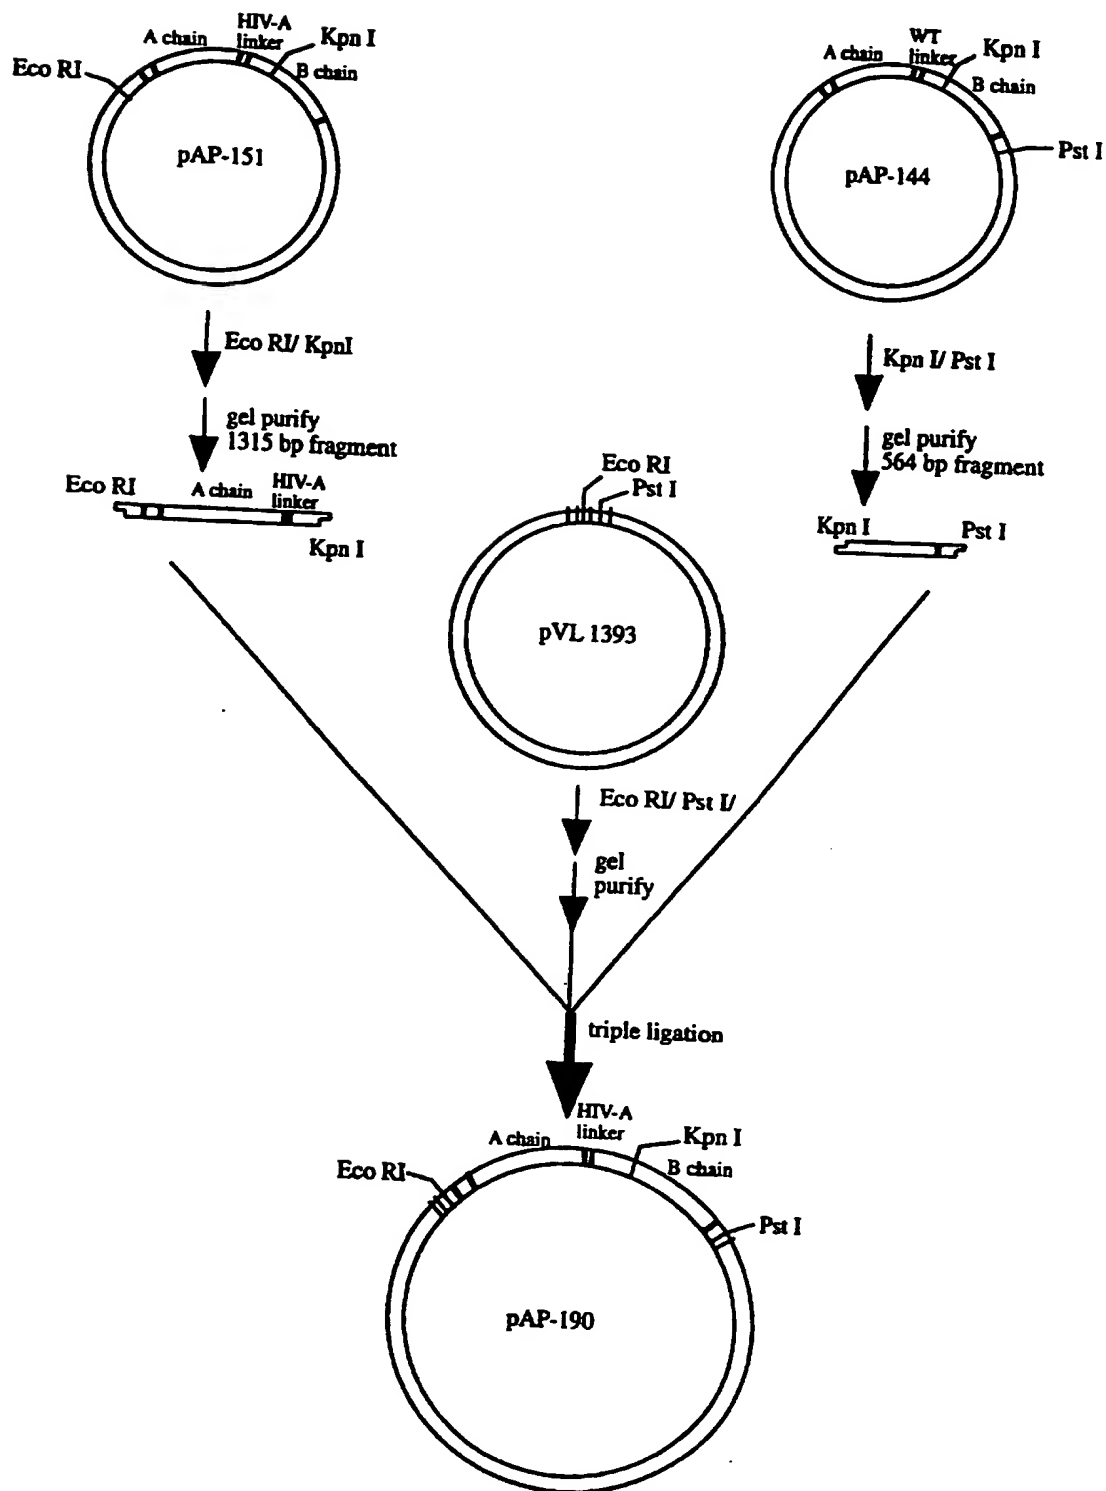 HIV-A
linker
A chain
Kpn I
B chain
Eco RI
pAP-151
WT
linker
A chain
Kpn I
B chain
Pst I
pAP-144
Eco RI/ KpnI
gel purify
1315 bp fragment
Kpn I/ Pst I
gel purify
564 bp fragment
Eco RI
A chain
HIV-A
linker
Kpn I
Eco RI
Pst I
pVL 1393
Kpn I
Pst I
Eco RI/ Pst I/
gel
purify
triple ligation
HIV-A
linker
A chain
Kpn I
B chain
Eco RI
Pst I
pAP-190